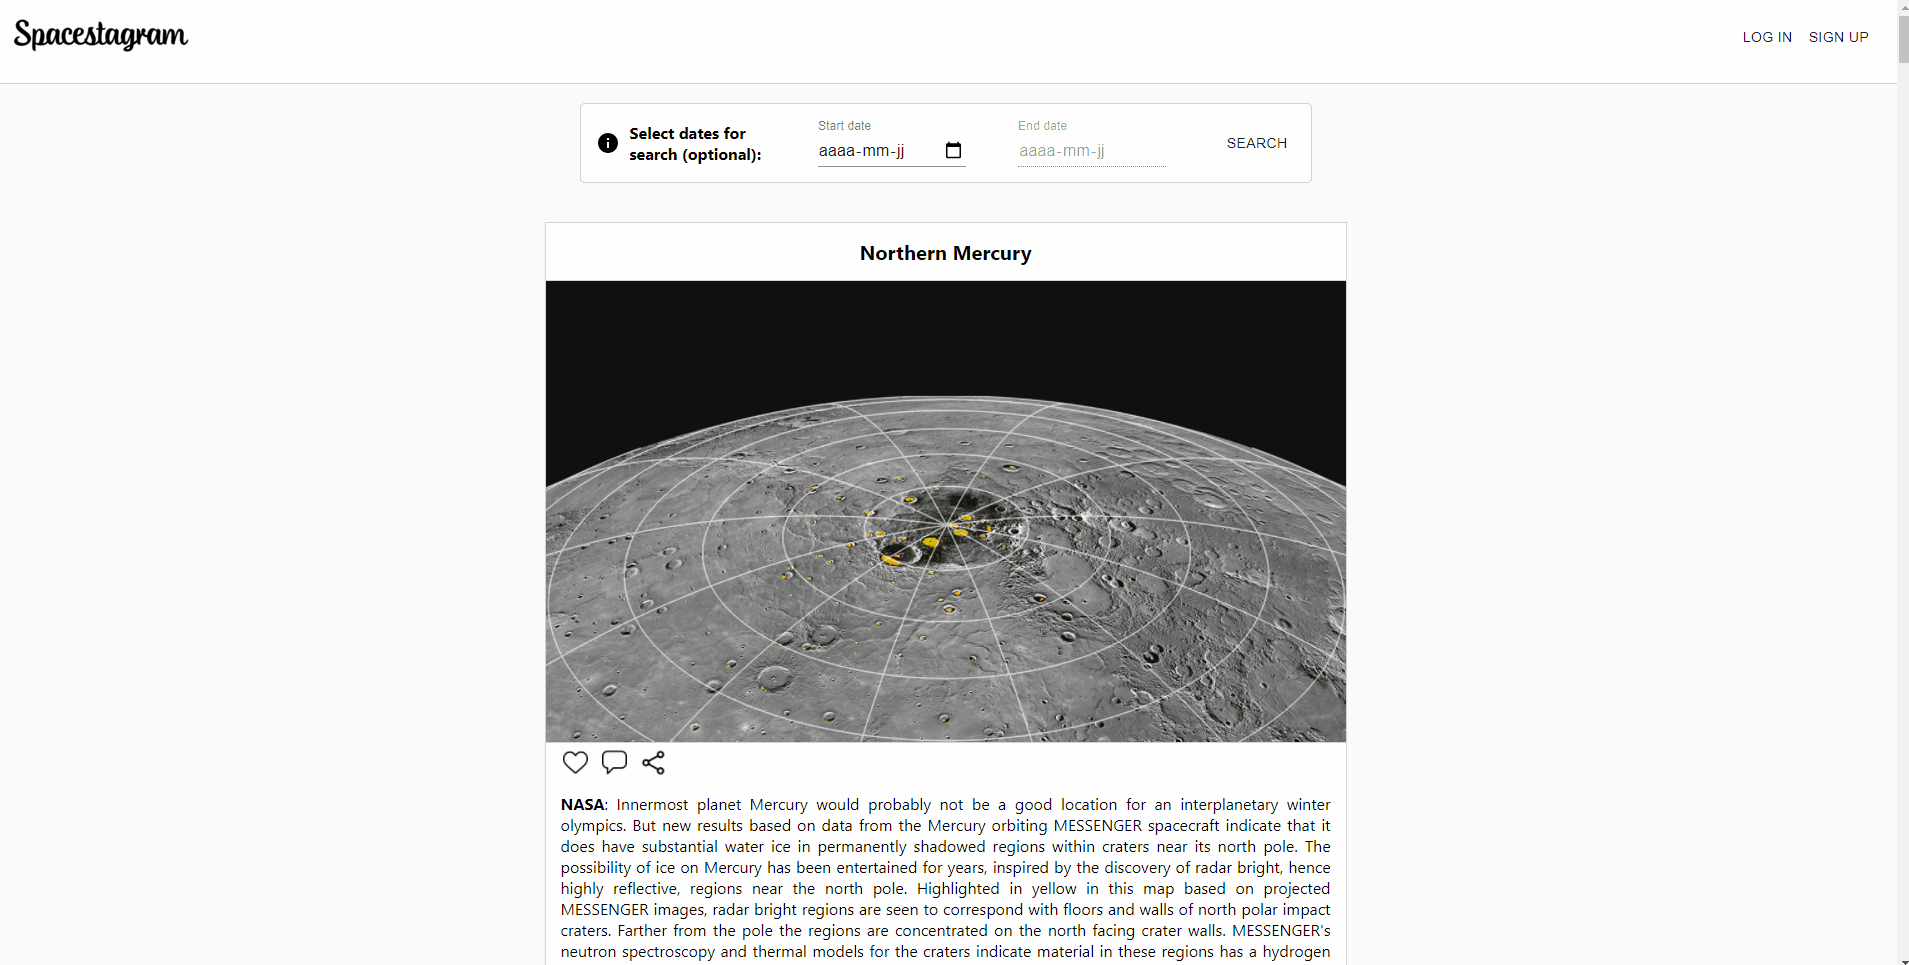 Spacestagram
LOG IN SIGN UP
Select dates for
search (optional):
Start date
aaaa-mm-jj
End date
aaaa-mm-jj
SEARCH
Northern Mercury
NASA: Innermost planet Mercury would probably not be a good location for an interplanetary winter
olympics. But new results based on data from the Mercury orbiting MESSENGER spacecraft indicate that it
does have substantial water ice in permanently shadowed regions within craters near its north pole. The
possibility of ice on Mercury has been entertained for years, inspired by the discovery of radar bright, hence
highly reflective, regions near the north pole. Highlighted in yellow in this map based on projected
MESSENGER images, radar bright regions are seen to correspond with floors and walls of north polar impact
craters. Farther from the pole the regions are concentrated on the north facing crater walls. MESSENGER's
neutron spectroscopy and thermal models for the craters indicate material in these regions has a hydrogen